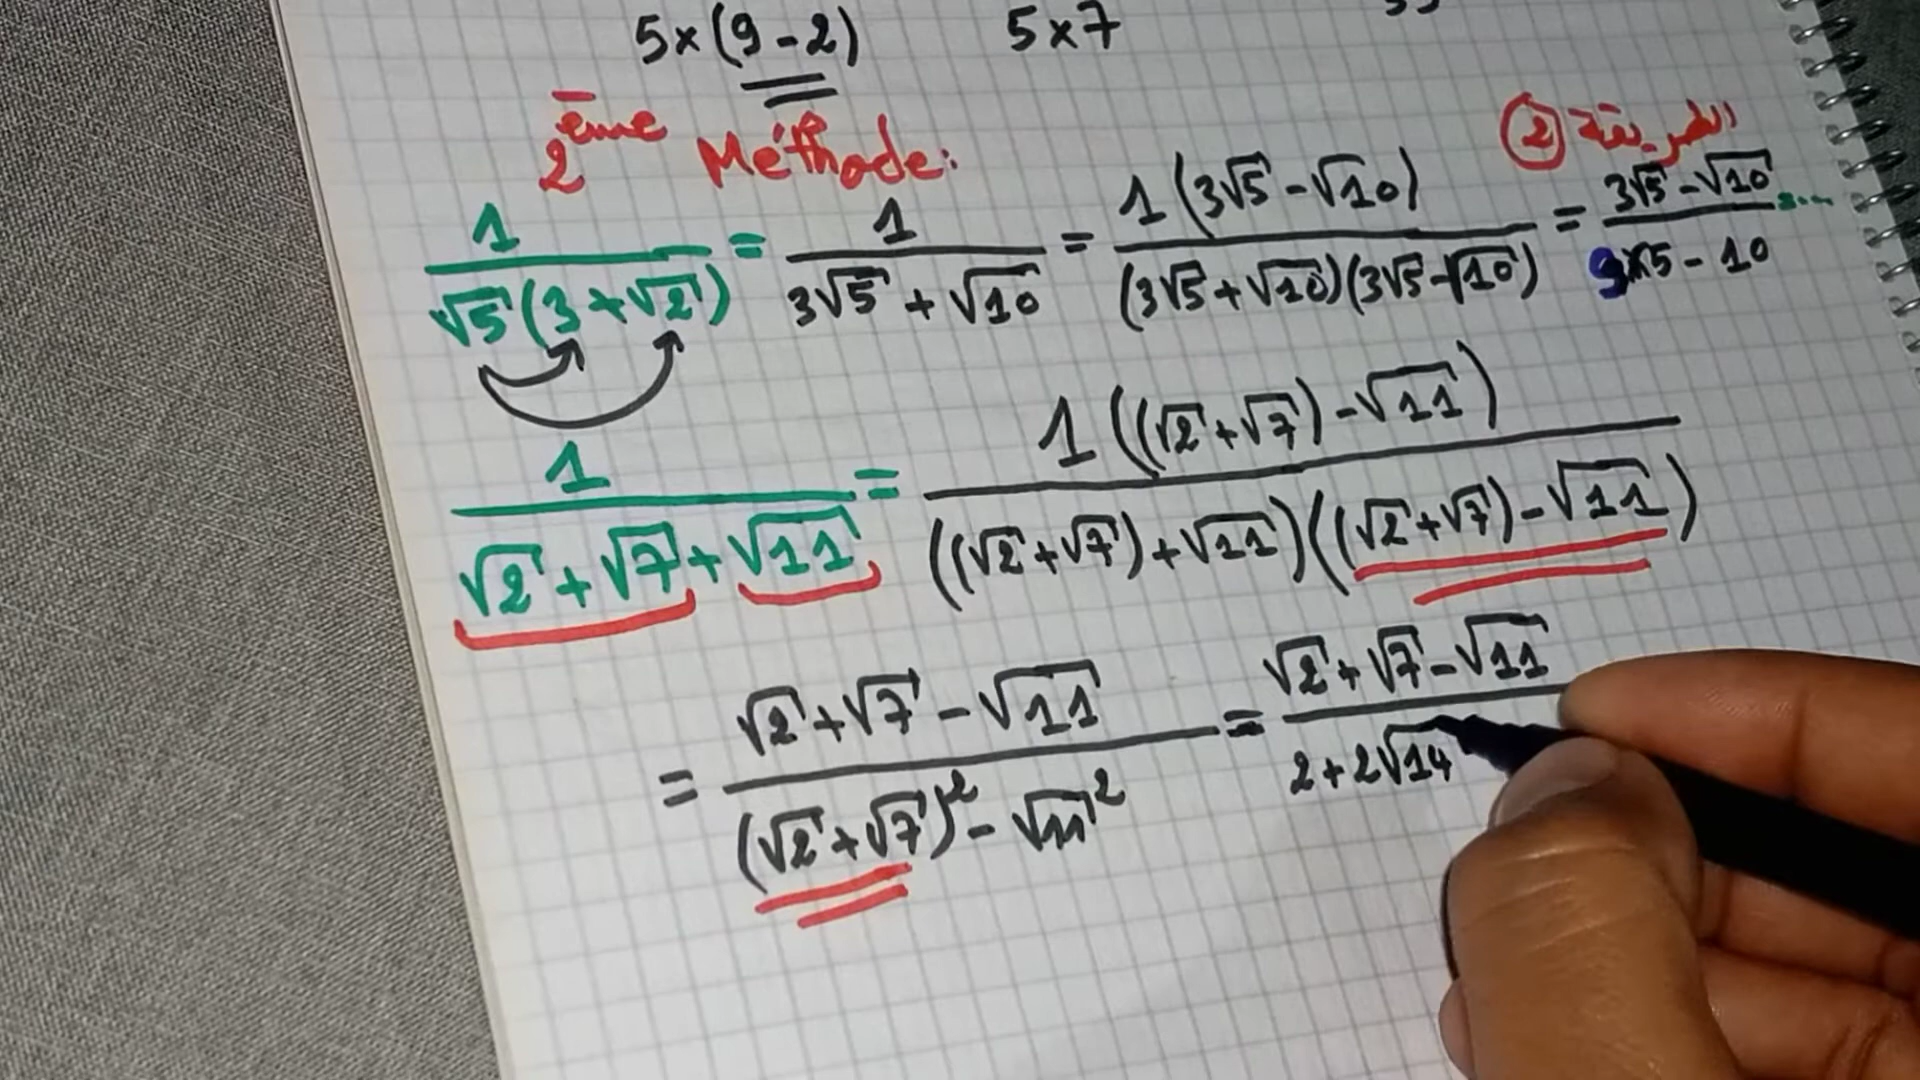 5×(9-2) 5×7
2ème Méthode: ② الطريقة
1/(√5(3+√2)) = 1/(3√5+√10) = 1(3√5-√10)/((3√5+√10)(3√5-√10)) = (3√5-√10)/(9×5-10) ...
1/(√2+√7+√11) = 1((√2+√7)-√11)/(((√2+√7)+√11)((√2+√7)-√11))
= (√2+√7-√11)/((√2+√7)²-√11²) = (√2+√7-√11)/(2+2√14